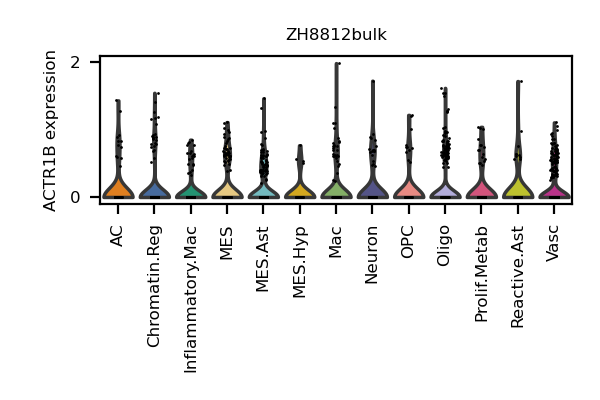 ZH8812bulk
ACTR1B expression
2
0
AC
Chromatin.Reg
Inflammatory.Mac
MES
MES.Ast
MES.Hyp
Mac
Neuron
OPC
Oligo
Prolif.Metab
Reactive.Ast
Vasc